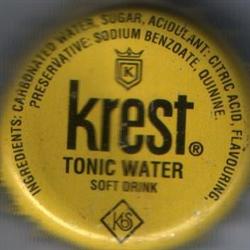 INGREDIENTS: CARBONATED WATER, SUGAR, ACIDULANT: CITRIC ACID, FLAVOURING,
PRESERVATIVE: SODIUM BENZOATE, QUININE.
K
krest®
TONIC WATER
SOFT DRINK